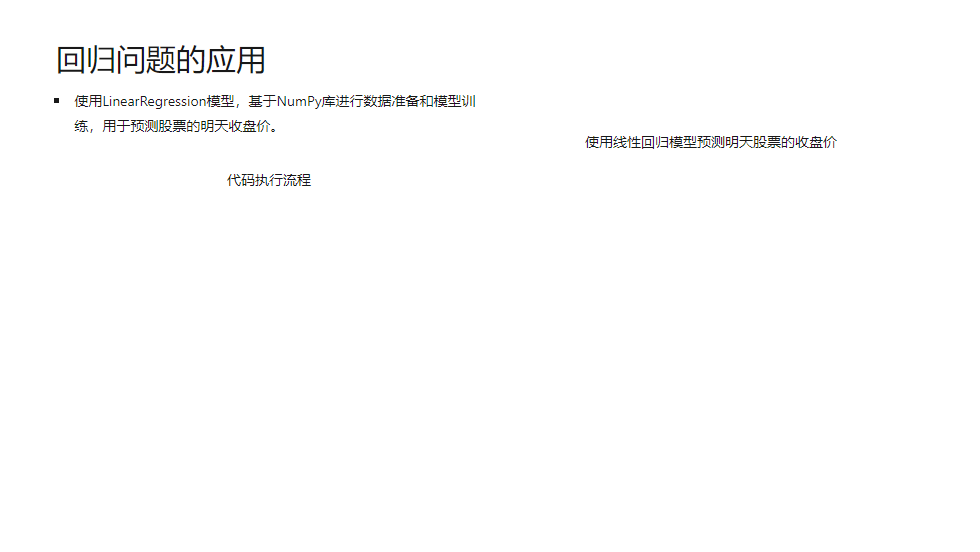 回归问题的应用
使用LinearRegression模型，基于NumPy库进行数据准备和模型训
练，用于预测股票的明天收盘价。
使用线性回归模型预测明天股票的收盘价
代码执行流程